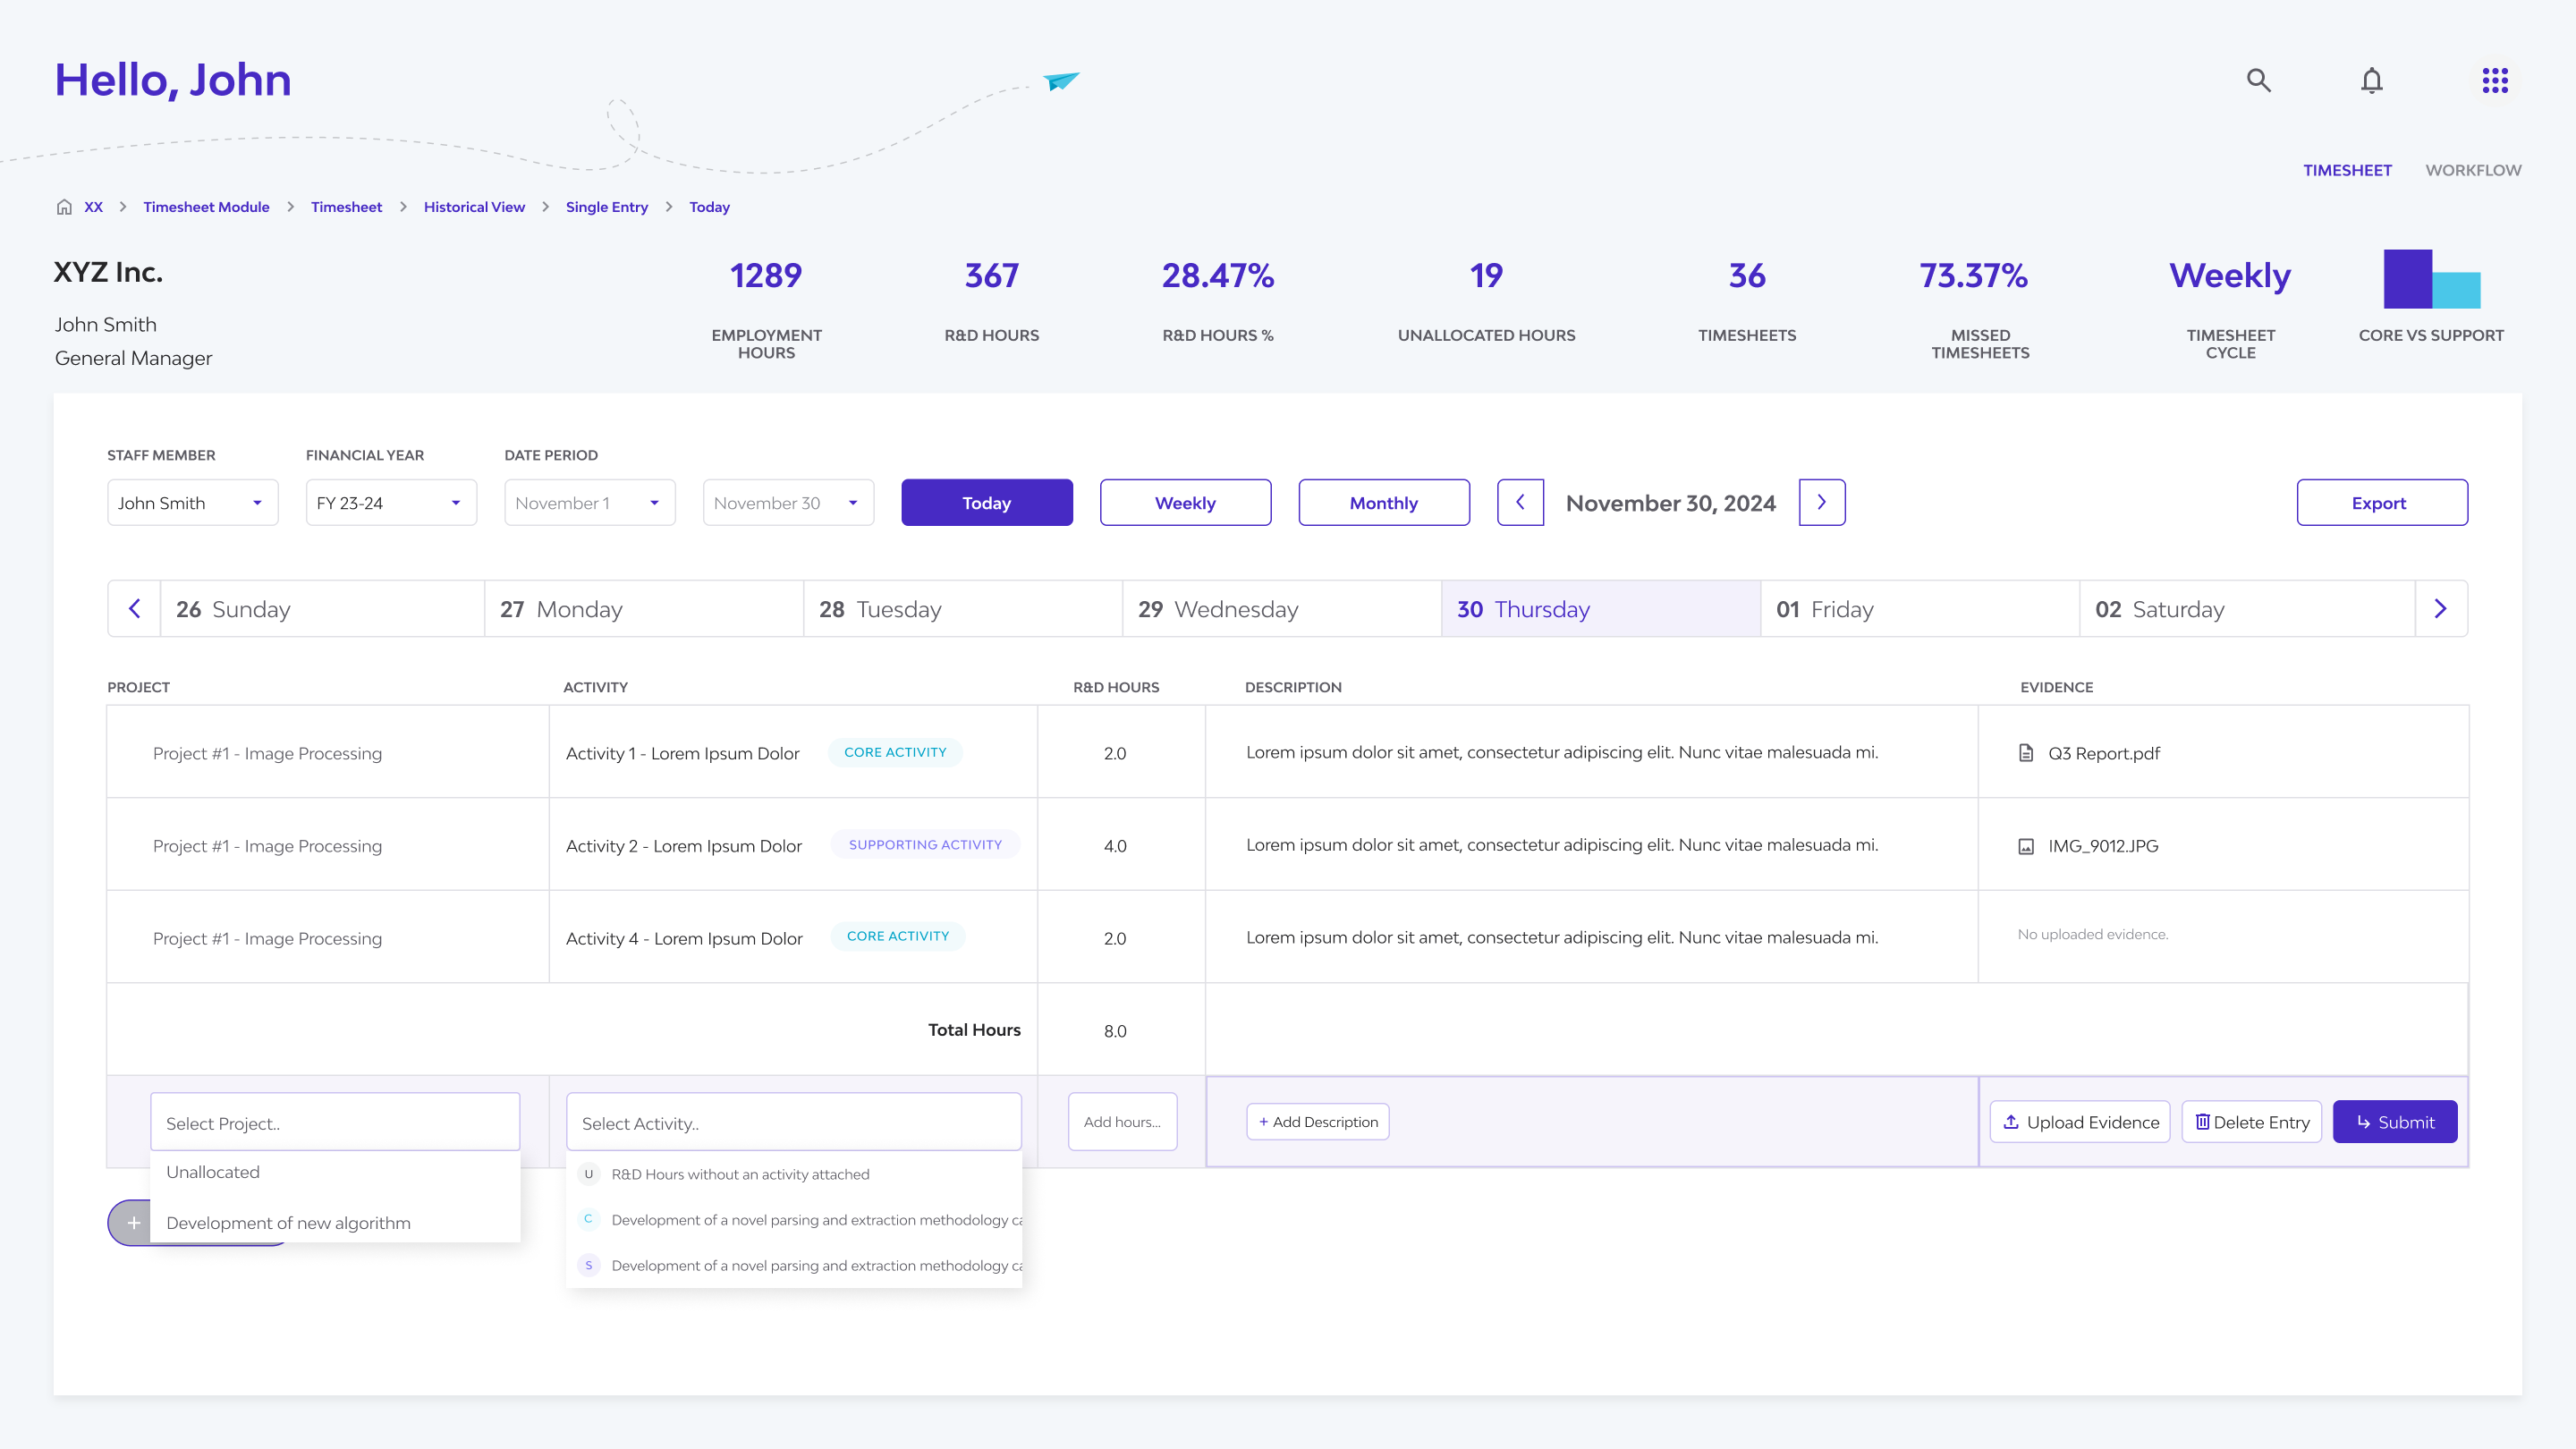 Hello, John
TIMESHEET WORKFLOW
XX > Timesheet Module > Timesheet > Historical View > Single Entry > Today
XYZ Inc.
John Smith
General Manager
1289
EMPLOYMENT
HOURS
367
R&D HOURS
28.47%
R&D HOURS %
19
UNALLOCATED HOURS
36
TIMESHEETS
73.37%
MISSED
TIMESHEETS
Weekly
TIMESHEET
CYCLE
CORE VS SUPPORT
STAFF MEMBER FINANCIAL YEAR DATE PERIOD
John Smith FY 23-24 November 1 November 30 Today Weekly Monthly November 30, 2024 Export
26 Sunday 27 Monday 28 Tuesday 29 Wednesday 30 Thursday 01 Friday 02 Saturday
PROJECT ACTIVITY R&D HOURS DESCRIPTION EVIDENCE
Project #1 - Image Processing Activity 1 - Lorem Ipsum Dolor CORE ACTIVITY 2.0 Lorem ipsum dolor sit amet, consectetur adipiscing elit. Nunc vitae malesuada mi. Q3 Report.pdf
Project #1 - Image Processing Activity 2 - Lorem Ipsum Dolor SUPPORTING ACTIVITY 4.0 Lorem ipsum dolor sit amet, consectetur adipiscing elit. Nunc vitae malesuada mi. IMG_9012.JPG
Project #1 - Image Processing Activity 4 - Lorem Ipsum Dolor CORE ACTIVITY 2.0 Lorem ipsum dolor sit amet, consectetur adipiscing elit. Nunc vitae malesuada mi. No uploaded evidence.
Total Hours 8.0
Select Project.. Select Activity.. Add hours... + Add Description Upload Evidence Delete Entry Submit
Unallocated
Development of new algorithm
U R&D Hours without an activity attached
C Development of a novel parsing and extraction methodology ca
S Development of a novel parsing and extraction methodology ca
+